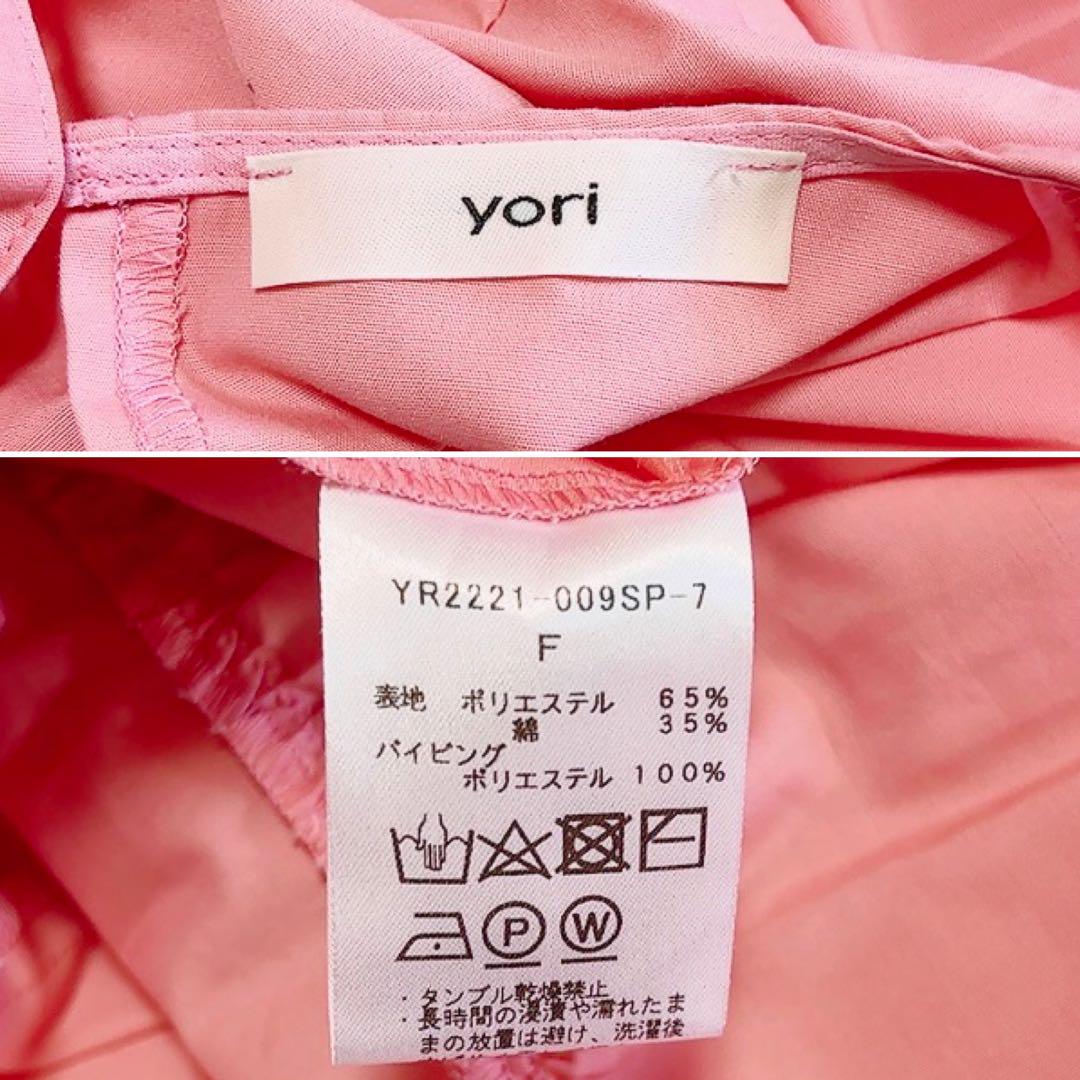 yori
YR2221-009SP-7
F
表地 ポリエステル 65%
綿 35%
パイピング
ポリエステル 100%
P W
・タンブル乾燥禁止
・長時間の浸漬や濡れたま
まの放置は避け、洗濯後